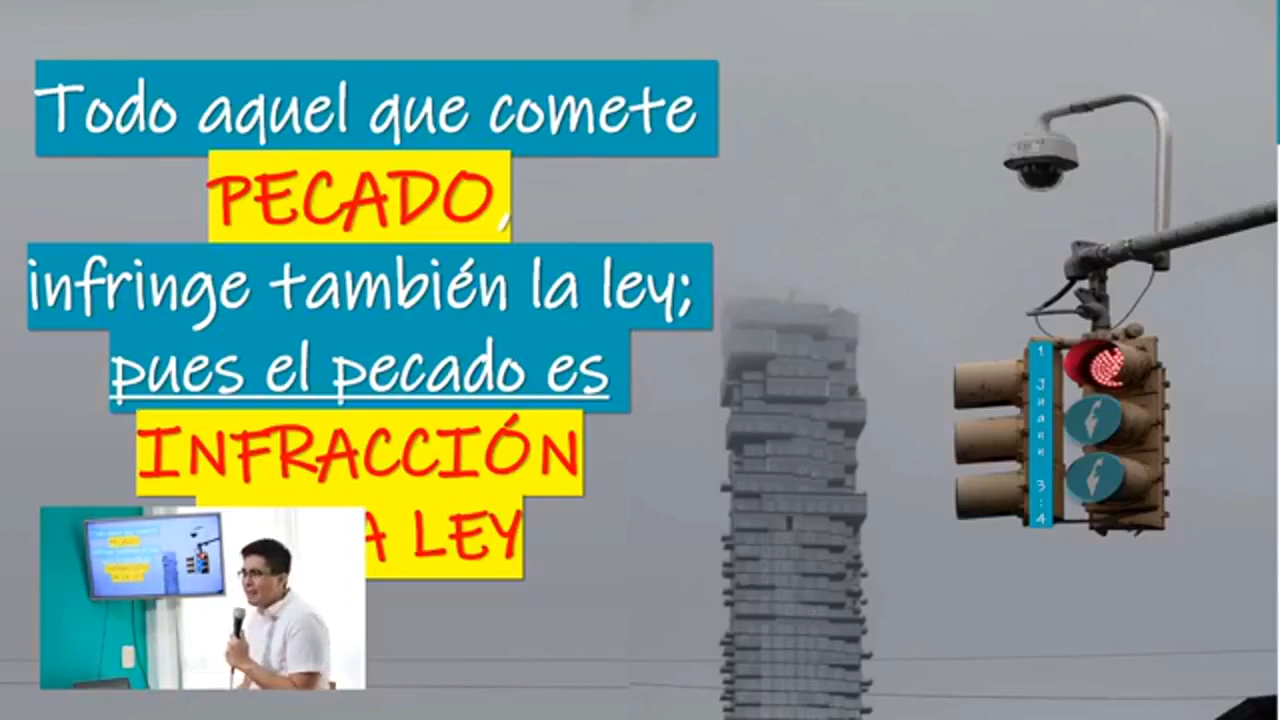 Todo aquel que comete
PECADO,
infringe también la ley;
pues el pecado es
INFRACCIÓN
A LEY
1 Juan 3:4